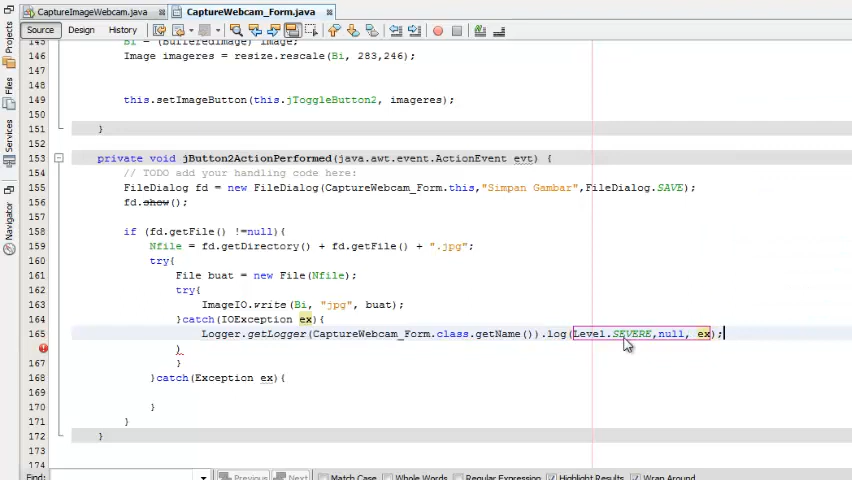 CaptureImageWebcam.java
CaptureWebcam_Form.java
Source
Design
History
Projects
Files
Services
Navigator
145 Bi = (BufferedImage) image;
146 Image imageres = resize.rescale(Bi, 283,246);
147
148
149 this.setImageButton(this.jToggleButton2, imageres);
150
151 }
152
153 private void jButton2ActionPerformed(java.awt.event.ActionEvent evt) {
154 // TODO add your handling code here:
155 FileDialog fd = new FileDialog(CaptureWebcam_Form.this,"Simpan Gambar",FileDialog.SAVE);
156 fd.show();
157
158 if (fd.getFile() !=null){
159 Nfile = fd.getDirectory() + fd.getFile() + ".jpg";
160 try{
161 File buat = new File(Nfile);
162 try{
163 ImageIO.write(Bi, "jpg", buat);
164 }catch(IOException ex){
165 Logger.getLogger(CaptureWebcam_Form.class.getName()).log(Level.SEVERE,null, ex);
)
167 }
168 }catch(Exception ex){
169
170 }
171 }
172 }
173
174
Find:
Previous
Next
Match Case
Whole Words
Regular Expression
Highlight Results
Wrap Around